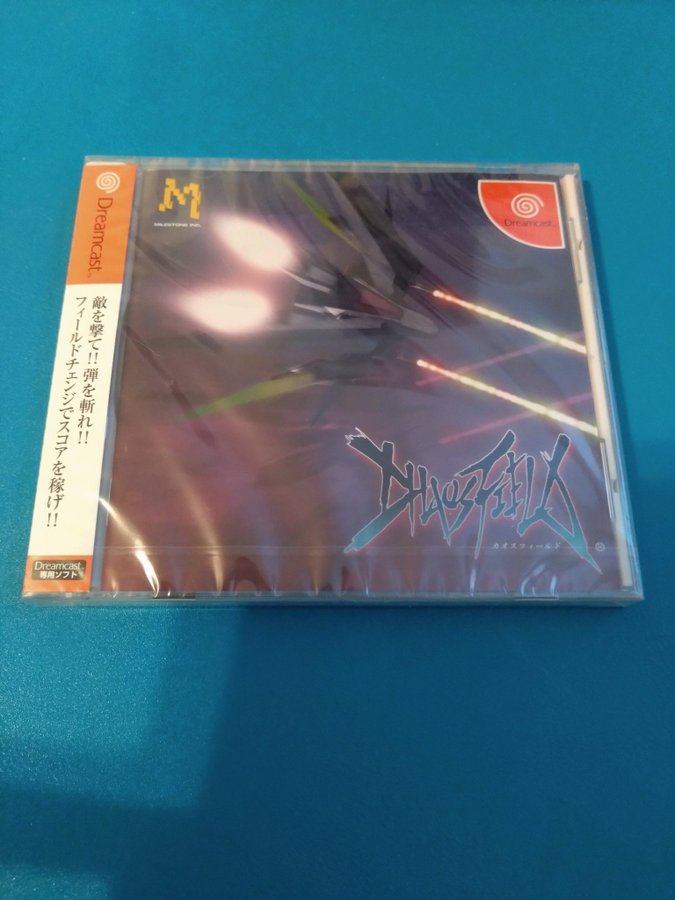 Dreamcast
敵を撃て!! 弾を斬れ!!
フィールドチェンジでスコアを稼げ!!
Dreamcast
専用ソフト
M
MILESTONE INC.
Dreamcast
CHAOS FIELD
カオスフィールド
®